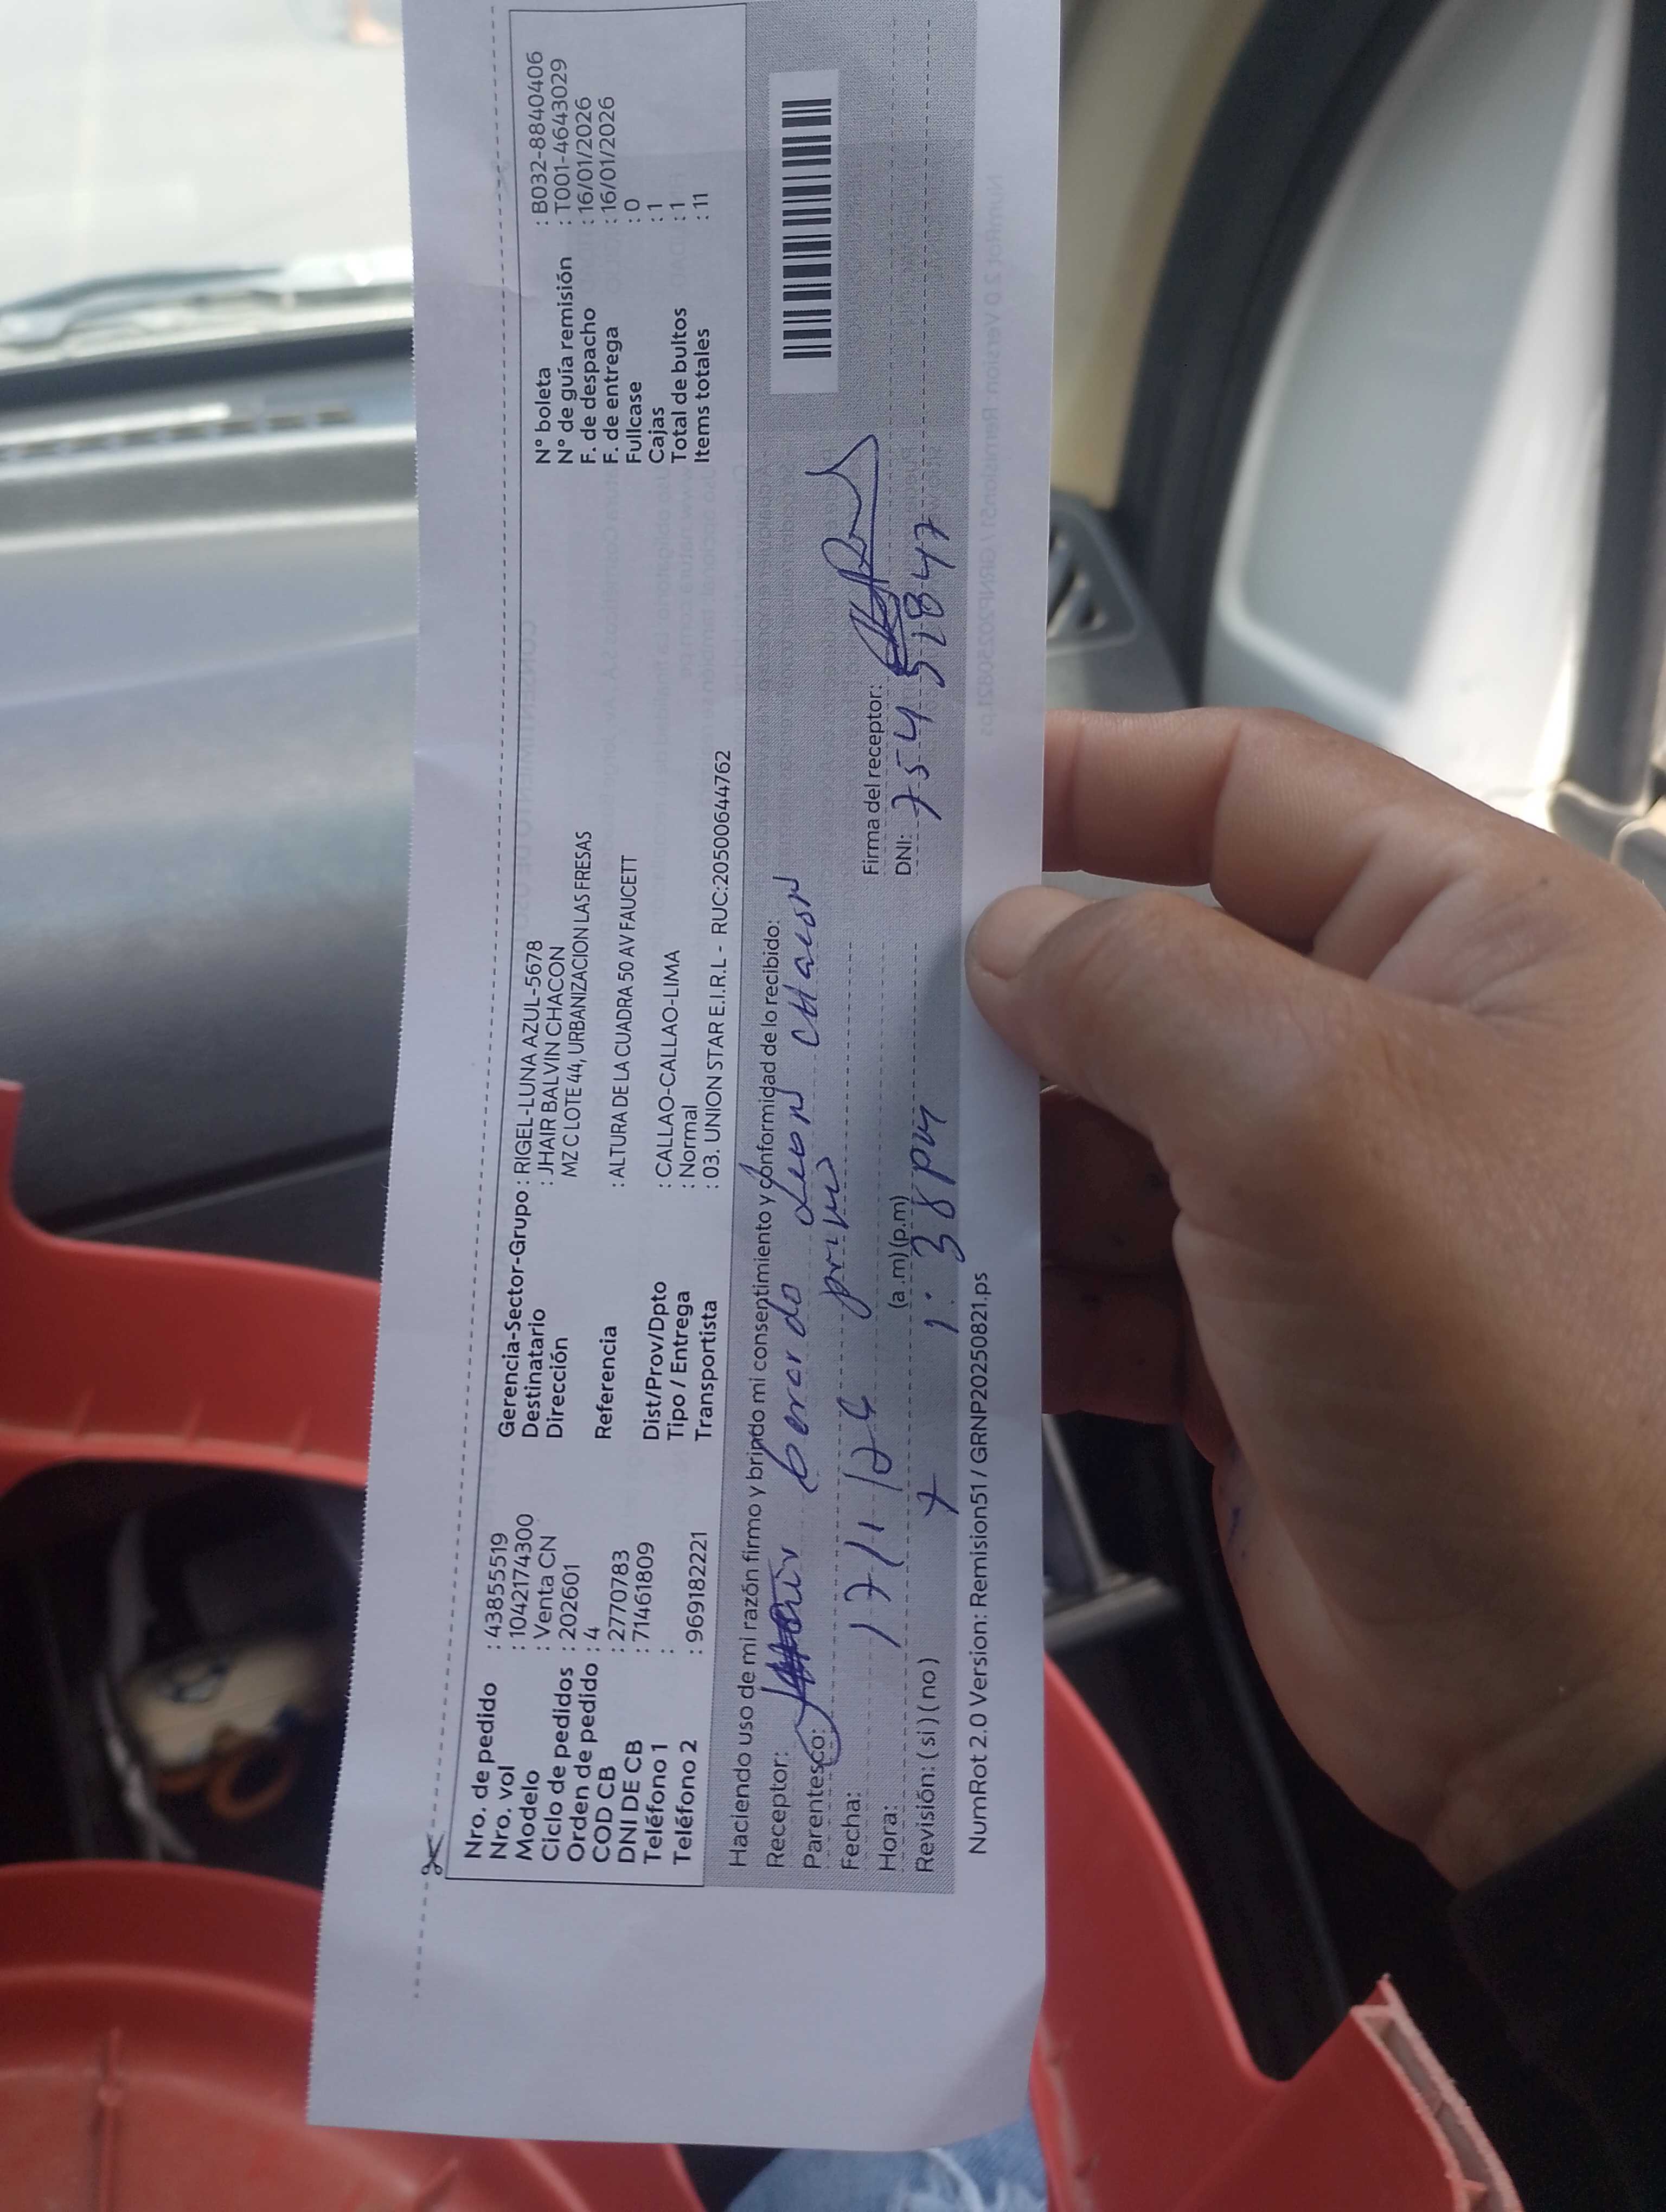 Nro. de pedido : 43855519
Nro. vol : 1042174300
Modelo : Venta CN
Ciclo de pedidos : 202601
Orden de pedido : 4
COD CB : 2770783
DNI DE CB : 71461809
Teléfono 1 :
Teléfono 2 : 969182221
Gerencia-Sector-Grupo : RIGEL-LUNA AZUL-5678
Destinatario : JHAIR BALVIN CHACON
Dirección MZ C LOTE 44, URBANIZACION LAS FRESAS
Referencia : ALTURA DE LA CUADRA 50 AV FAUCETT
Dist/Prov/Dpto : CALLAO-CALLAO-LIMA
Tipo / Entrega : Normal
Transportista : 03. UNION STAR E.I.R.L - RUC:20500644762
N° boleta : B032-8840406
N° de guía remisión : T001-4643029
F. de despacho : 16/01/2026
F. de entrega : 16/01/2026
Fullcase : 0
Cajas : 1
Total de bultos : 1
Items totales : 11
Haciendo uso de mi razón firmo y brindo mi consentimiento y conformidad de lo recibido:
Receptor: CHacon
Parentesco: primo
Fecha: 17/1/26
Hora: (a.m) (p.m) 1:38 pm
Revisión: ( si ) ( no )
Firma del receptor:
DNI: 75452847
NumRot 2.0 Version: Remision51 / GRNP20250821.ps